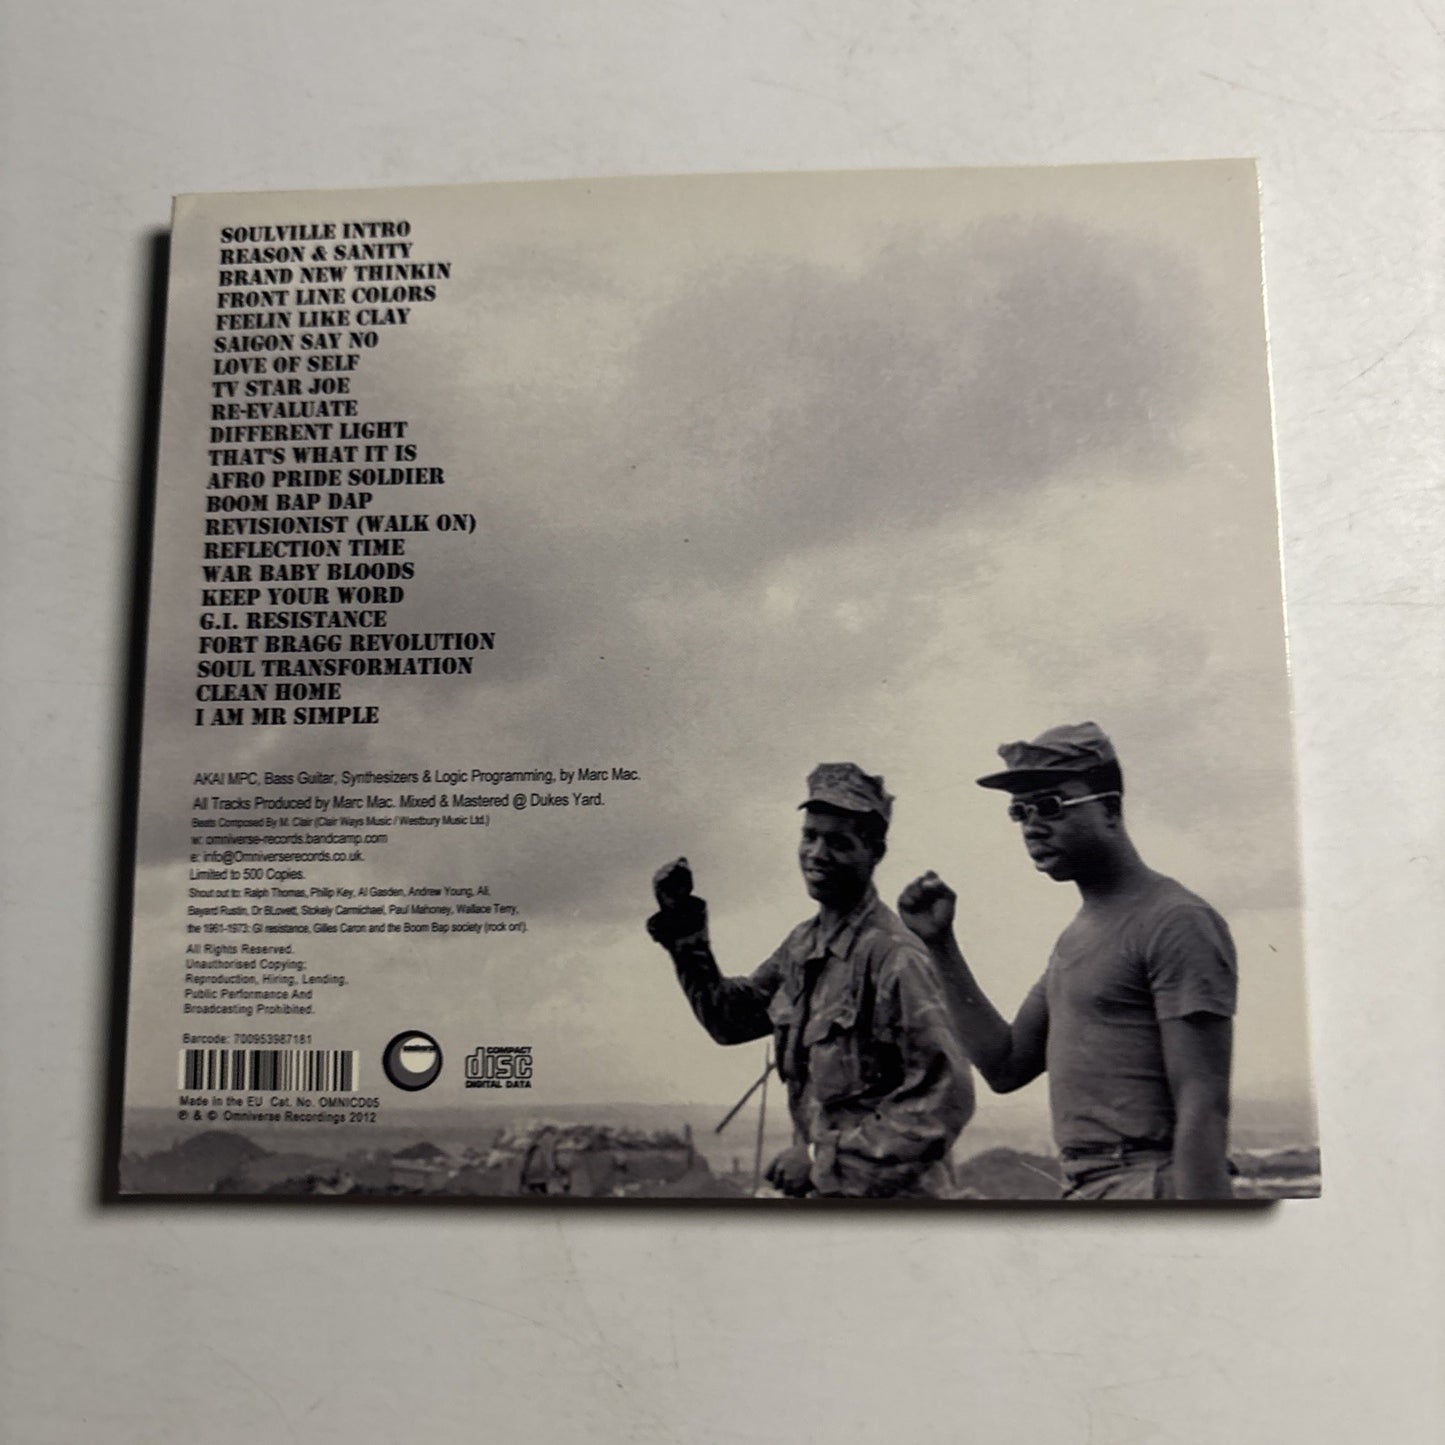 SOULVILLE INTRO
REASON & SANITY
BRAND NEW THINKIN
FRONT LINE COLORS
FEELIN LIKE CLAY
SAIGON SAY NO
LOVE OF SELF
TV STAR JOE
RE-EVALUATE
DIFFERENT LIGHT
THAT'S WHAT IT IS
AFRO PRIDE SOLDIER
BOOM BAP DAP
REVISIONIST (WALK ON)
REFLECTION TIME
WAR BABY BLOODS
KEEP YOUR WORD
G.I. RESISTANCE
FORT BRAGG REVOLUTION
SOUL TRANSFORMATION
CLEAN HOME
I AM MR SIMPLE
AKAI MPC, Bass Guitar, Synthesizers & Logic Programming, by Marc Mac.
All Tracks Produced by Marc Mac. Mixed & Mastered @ Dukes Yard.
Beats Composed By M. Clair (Clair Ways Music / Westbury Music Ltd.)
w: omniverse-records.bandcamp.com
e: info@Omniverserecords.co.uk.
Limited to 500 Copies.
Shout out to: Ralph Thomas, Philip Key, Al Gasden, Andrew Young, Ali,
Bayard Rustin, Dr BLovett, Stokely Carmichael, Paul Mahoney, Wallace Terry,
the 1961-1973: GI resistance, Gilles Caron and the Boom Bap society (rock on!).
All Rights Reserved.
Unauthorised Copying;
Reproduction, Hiring, Lending,
Public Performance And
Broadcasting Prohibited.
Barcode: 700953987181
COMPACT
disc
DIGITAL DATA
Made in the EU Cat. No. OMNICD05
℗ & © Omniverse Recordings 2012